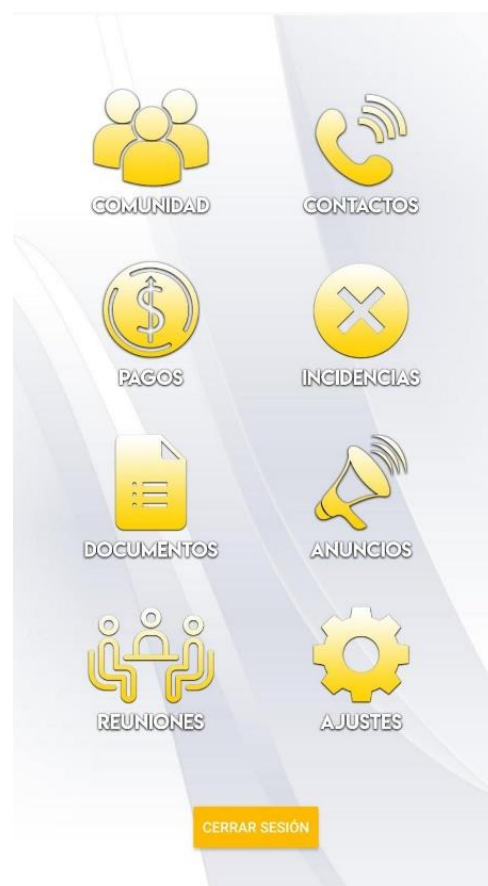 COMUNIDAD CONTACTOS
PAGOS INCIDENCIAS
DOCUMENTOS ANUNCIOS
REUNIONES AJUSTES
CERRAR SESIÓN